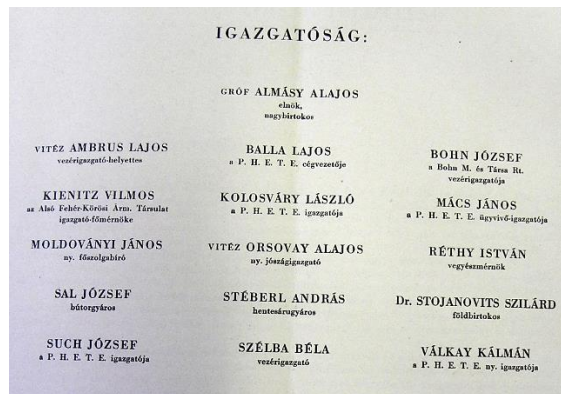 IGAZGATÓSÁG:
GRÓF ALMÁSY ALAJOS
elnök,
nagybirtokos
VITÉZ AMBRUS LAJOS
vezérigazgató-helyettes
BALLA LAJOS
a P. H. E. T. E. cégvezetője
BOHN JÓZSEF
a Bohn M. és Társa Rt.
vezérigazgatója
KIENITZ VILMOS
az Alsó Fehér-Körösi Árm. Társulat
igazgató-főmérnöke
KOLOSVÁRY LÁSZLÓ
a P. H. E. T. E. igazgatója
MÁCS JÁNOS
a P. H. E. T. E. ügyvivő-igazgatója
MOLDOVÁNYI JÁNOS
ny. főszolgabíró
VITÉZ ORSOVAY ALAJOS
ny. jószágigazgató
RÉTHY ISTVÁN
vegyészmérnök
SAL JÓZSEF
bútorgyáros
STÉBERL ANDRÁS
hentesárugyáros
Dr. STOJANOVITS SZILÁRD
földbirtokos
SUCH JÓZSEF
a P. H. E. T. E. igazgatója
SZÉLBA BÉLA
vezérigazgató
VÁLKAY KÁLMÁN
a P. H. E. T. E. ny. igazgatója